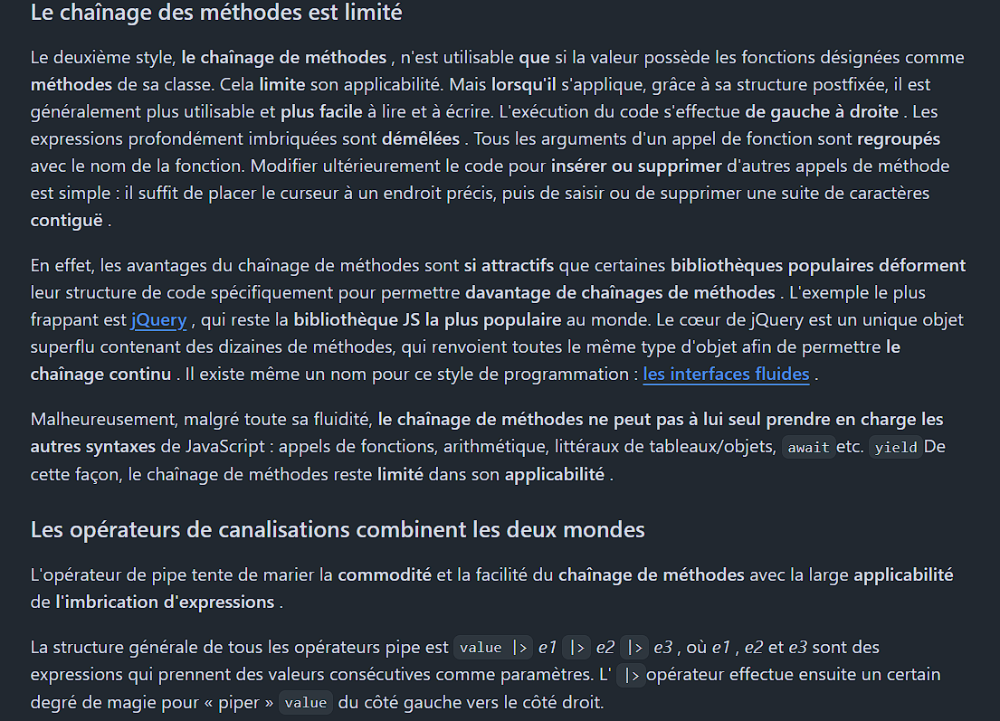 Le chaînage des méthodes est limité
Le deuxième style, le chaînage de méthodes , n'est utilisable que si la valeur possède les fonctions désignées comme
méthodes de sa classe. Cela limite son applicabilité. Mais lorsqu'il s'applique, grâce à sa structure postfixée, il est
généralement plus utilisable et plus facile à lire et à écrire. L'exécution du code s'effectue de gauche à droite . Les
expressions profondément imbriquées sont démêlées . Tous les arguments d'un appel de fonction sont regroupés
avec le nom de la fonction. Modifier ultérieurement le code pour insérer ou supprimer d'autres appels de méthode
est simple : il suffit de placer le curseur à un endroit précis, puis de saisir ou de supprimer une suite de caractères
contiguë .
En effet, les avantages du chaînage de méthodes sont si attractifs que certaines bibliothèques populaires déforment
leur structure de code spécifiquement pour permettre davantage de chaînages de méthodes . L'exemple le plus
frappant est jQuery , qui reste la bibliothèque JS la plus populaire au monde. Le cœur de jQuery est un unique objet
superflu contenant des dizaines de méthodes, qui renvoient toutes le même type d'objet afin de permettre le
chaînage continu . Il existe même un nom pour ce style de programmation : les interfaces fluides .
Malheureusement, malgré toute sa fluidité, le chaînage de méthodes ne peut pas à lui seul prendre en charge les
autres syntaxes de JavaScript : appels de fonctions, arithmétique, littéraux de tableaux/objets, await etc. yield De
cette façon, le chaînage de méthodes reste limité dans son applicabilité .
Les opérateurs de canalisations combinent les deux mondes
L'opérateur de pipe tente de marier la commodité et la facilité du chaînage de méthodes avec la large applicabilité
de l'imbrication d'expressions .
La structure générale de tous les opérateurs pipe est value |> e1 |> e2 |> e3 , où e1 , e2 et e3 sont des
expressions qui prennent des valeurs consécutives comme paramètres. L' |> opérateur effectue ensuite un certain
degré de magie pour « piper » value du côté gauche vers le côté droit.